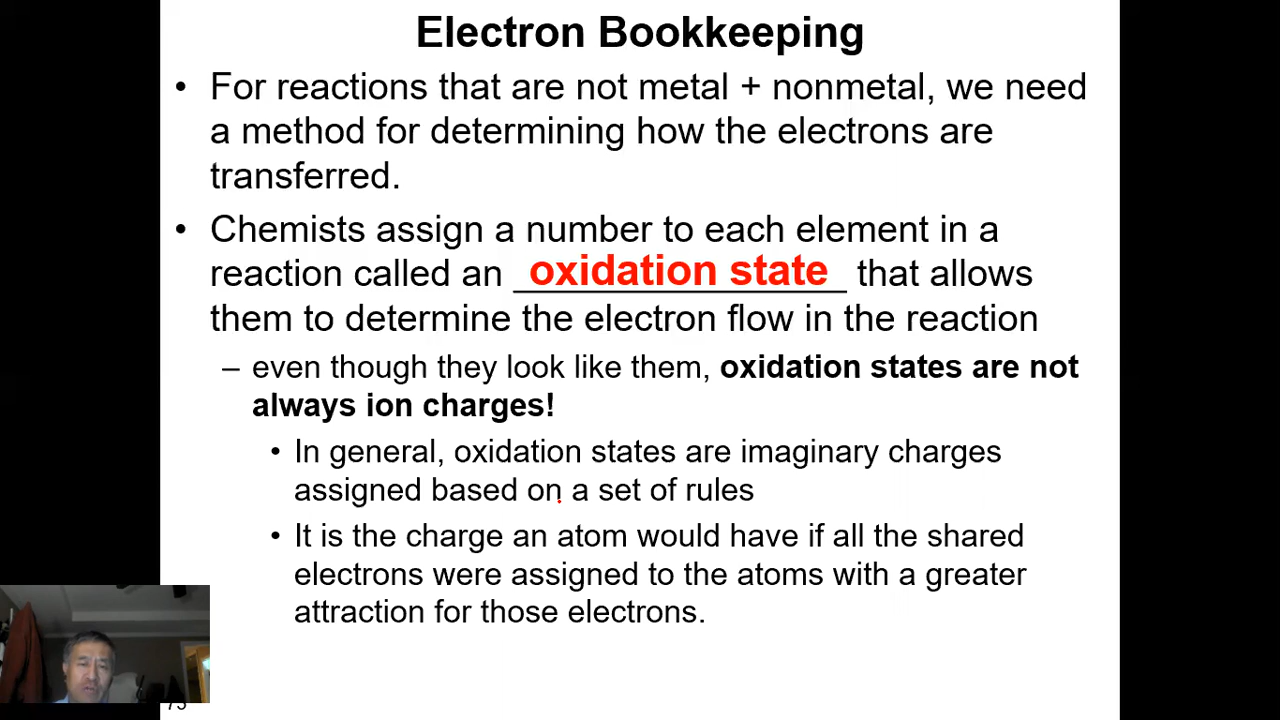 Electron Bookkeeping
• For reactions that are not metal + nonmetal, we need
a method for determining how the electrons are
transferred.
• Chemists assign a number to each element in a
reaction called an oxidation state that allows
them to determine the electron flow in the reaction
– even though they look like them, oxidation states are not
always ion charges!
• In general, oxidation states are imaginary charges
assigned based on a set of rules
• It is the charge an atom would have if all the shared
electrons were assigned to the atoms with a greater
attraction for those electrons.